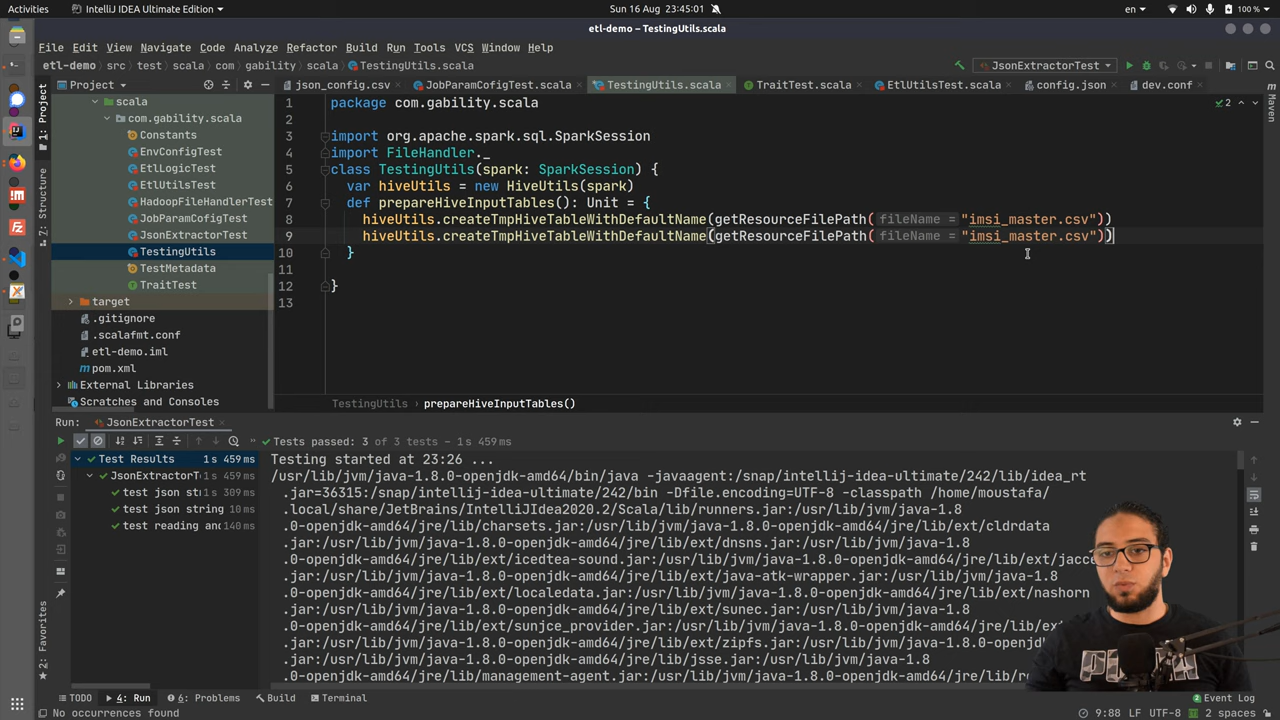 Activities
IntelliJ IDEA Ultimate Edition
Sun 16 Aug 23:45:01
en
100 %
etl-demo – TestingUtils.scala
File Edit View Navigate Code Analyze Refactor Build Run Tools VCS Window Help
etl-demo › src › test › scala › com › gability › scala › TestingUtils.scala
JsonExtractorTest
Project
json_config.csv
JobParamCofigTest.scala
TestingUtils.scala
TraitTest.scala
EtlUtilsTest.scala
config.json
dev.conf
1: Project
7: Structure
2: Favorites
Maven
scala
com.gability.scala
Constants
EnvConfigTest
EtlLogicTest
EtlUtilsTest
HadoopFileHandlerTest
JobParamCofigTest
JsonExtractorTest
TestingUtils
TestMetadata
TraitTest
target
.gitignore
.scalafmt.conf
etl-demo.iml
pom.xml
External Libraries
Scratches and Consoles
2
1 package com.gability.scala
2
3 import org.apache.spark.sql.SparkSession
4 import FileHandler._
5 class TestingUtils(spark: SparkSession) {
6 var hiveUtils = new HiveUtils(spark)
7 def prepareHiveInputTables(): Unit = {
8 hiveUtils.createTmpHiveTableWithDefaultName(getResourceFilePath( fileName = "imsi_master.csv"))
9 hiveUtils.createTmpHiveTableWithDefaultName(getResourceFilePath( fileName = "imsi_master.csv"))
10 }
11
12 }
13
TestingUtils › prepareHiveInputTables()
Run: JsonExtractorTest
Tests passed: 3 of 3 tests – 1 s 459 ms
Test Results 1 s 459 ms
JsonExtractorT 1 s 459 ms
test json st 1 s 309 ms
test json string 10 ms
test reading and 140 ms
Testing started at 23:26 ...
/usr/lib/jvm/java-1.8.0-openjdk-amd64/bin/java -javaagent:/snap/intellij-idea-ultimate/242/lib/idea_rt
.jar=36315:/snap/intellij-idea-ultimate/242/bin -Dfile.encoding=UTF-8 -classpath /home/moustafa/
.local/share/JetBrains/IntelliJIdea2020.2/Scala/lib/runners.jar:/usr/lib/jvm/java-1.8
.0-openjdk-amd64/jre/lib/charsets.jar:/usr/lib/jvm/java-1.8.0-openjdk-amd64/jre/lib/ext/cldrdata
.jar:/usr/lib/jvm/java-1.8.0-openjdk-amd64/jre/lib/ext/dnsns.jar:/usr/lib/jvm/java-1.8
.0-openjdk-amd64/jre/lib/ext/icedtea-sound.jar:/usr/lib/jvm/java-1.8.0-openjdk-amd64/jre/lib/ext/jacce
.jar:/usr/lib/jvm/java-1.8.0-openjdk-amd64/jre/lib/ext/java-atk-wrapper.jar:/usr/lib/jvm/java-1.8
.0-openjdk-amd64/jre/lib/ext/localedata.jar:/usr/lib/jvm/java-1.8.0-openjdk-amd64/jre/lib/ext/nashorn
.jar:/usr/lib/jvm/java-1.8.0-openjdk-amd64/jre/lib/ext/sunec.jar:/usr/lib/jvm/java-1.8
.0-openjdk-amd64/jre/lib/ext/sunjce_provider.jar:/usr/lib/jvm/java-1.8.0-openjdk-amd64/jre/lib/ext
.jar:/usr/lib/jvm/java-1.8.0-openjdk-amd64/jre/lib/ext/zipfs.jar:/usr/lib/jvm/java-1.8.0-openjdk
.0-openjdk-amd64/jre/lib/jsse.jar:/usr/lib/jvm/java-1.8
.0-openjdk-amd64/jre/lib/management-agent.jar:/usr/lib/jvm/java-1.8.0-openjdk-amd64/jre/lib/re
TODO 4: Run 6: Problems Build Terminal
Event Log
No occurrences found
9:88 LF UTF-8 2 spaces